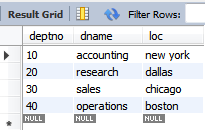 Result Grid Filter Rows:
deptno dname loc
10 accounting new york
20 research dallas
30 sales chicago
40 operations boston
NULL NULL NULL